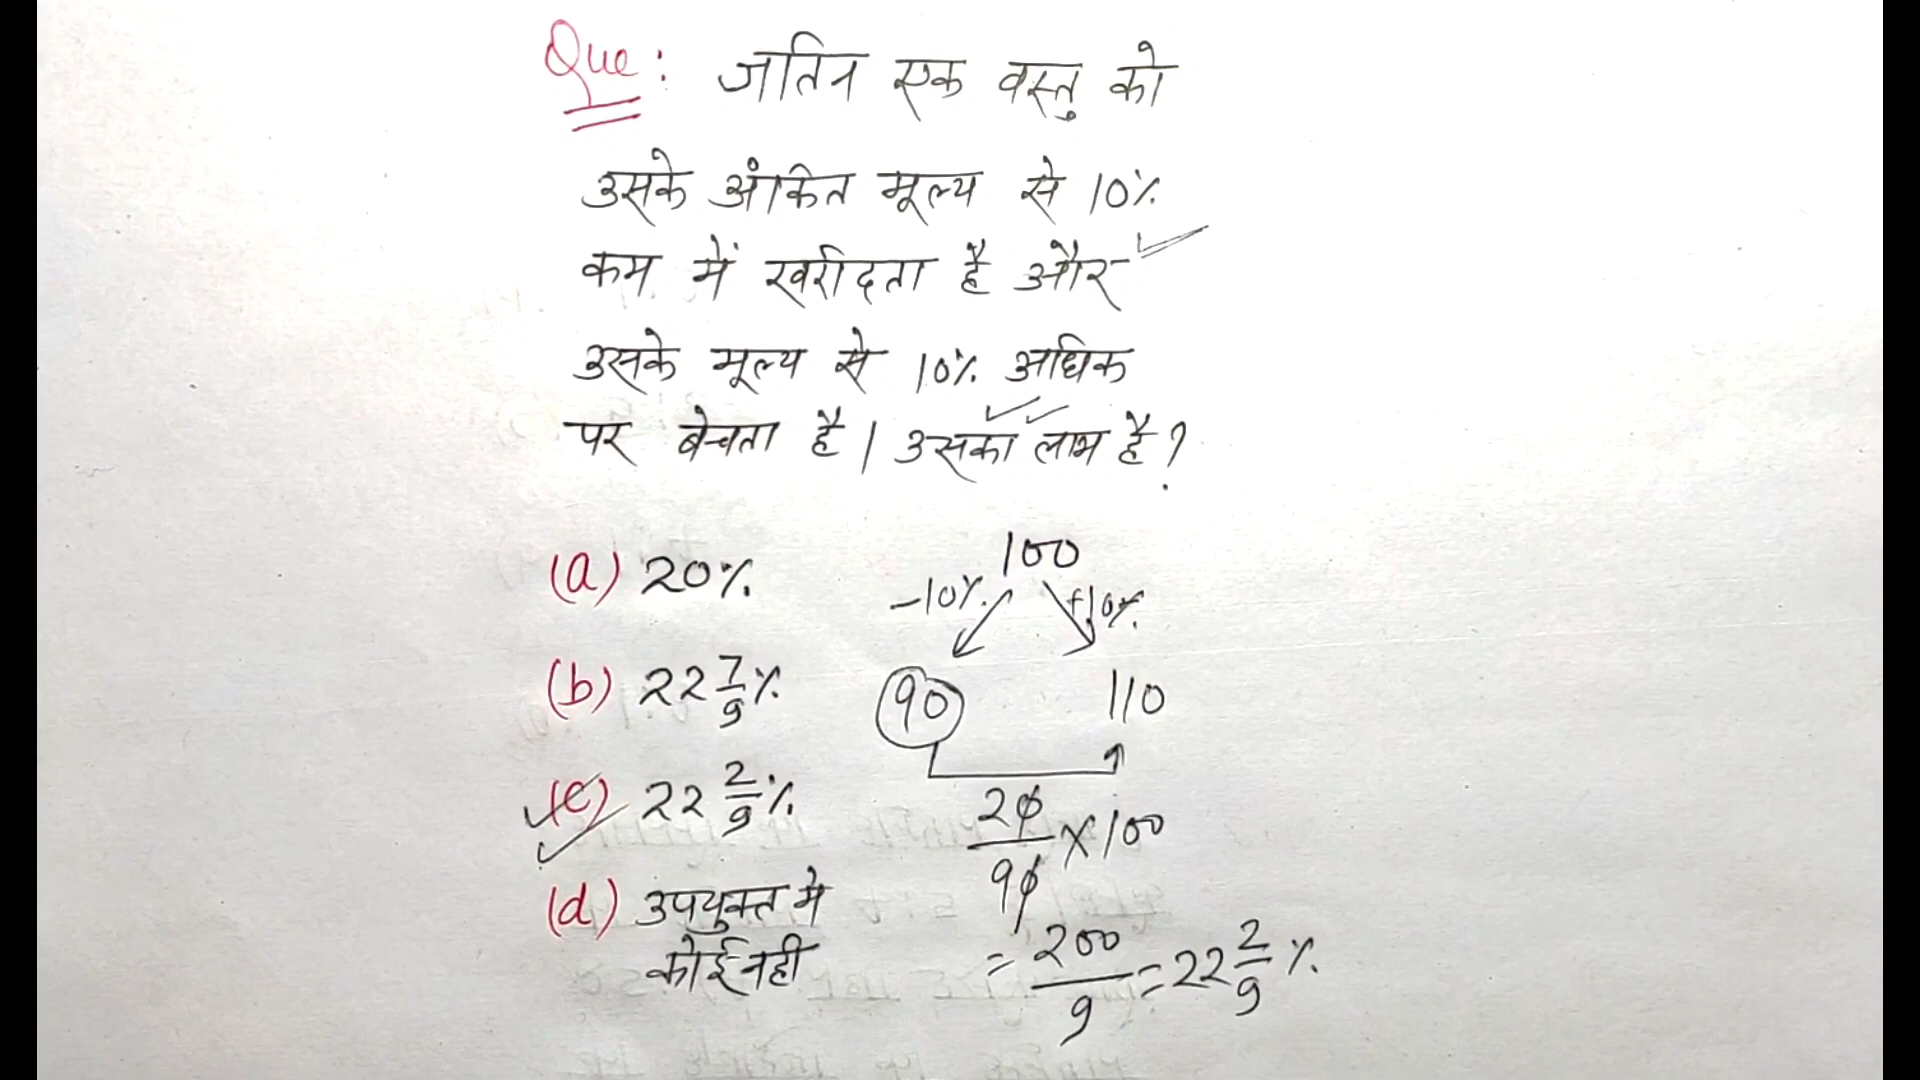 Que: जतिन एक वस्तु को
उसके अंकित मूल्य से 10%
कम में खरीदता है और
उसके मूल्य से 10% अधिक
पर बेचता है। उसका लाभ है?
(a) 20%
(b) 22 7/9 %
(c) 22 2/9 %
(d) उपयुक्त मे
कोई नही
100
-10% +10%
90 110
20/90 × 100
= 200/9 = 22 2/9 %